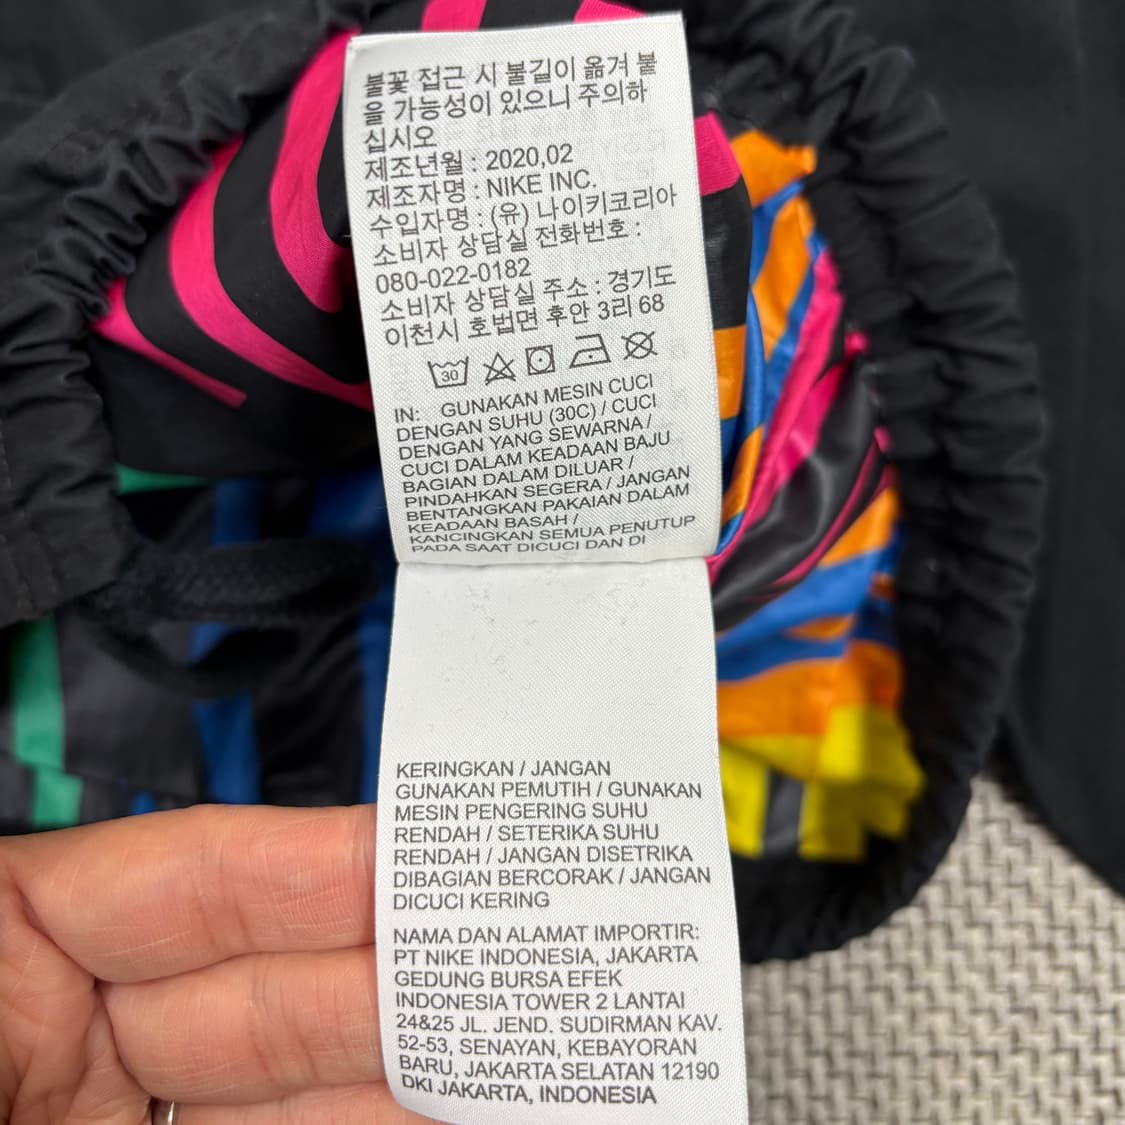 불꽃 접근 시 불길이 옮겨 붙
을 가능성이 있으니 주의하
십시오
제조년월 : 2020,02
제조자명 : NIKE INC.
수입자명 : (유) 나이키코리아
소비자 상담실 전화번호 :
080-022-0182
소비자 상담실 주소 : 경기도
이천시 호법면 후안 3리 68
30
IN: GUNAKAN MESIN CUCI
DENGAN SUHU (30C) / CUCI
DENGAN YANG SEWARNA /
CUCI DALAM KEADAAN BAJU
BAGIAN DALAM DILUAR /
PINDAHKAN SEGERA / JANGAN
BENTANGKAN PAKAIAN DALAM
KEADAAN BASAH /
KANCINGKAN SEMUA PENUTUP
PADA SAAT DICUCI DAN DI
KERINGKAN / JANGAN
GUNAKAN PEMUTIH / GUNAKAN
MESIN PENGERING SUHU
RENDAH / SETERIKA SUHU
RENDAH / JANGAN DISETRIKA
DIBAGIAN BERCORAK / JANGAN
DICUCI KERING
NAMA DAN ALAMAT IMPORTIR:
PT NIKE INDONESIA, JAKARTA
GEDUNG BURSA EFEK
INDONESIA TOWER 2 LANTAI
24&25 JL. JEND. SUDIRMAN KAV.
52-53, SENAYAN, KEBAYORAN
BARU, JAKARTA SELATAN 12190
DKI JAKARTA, INDONESIA